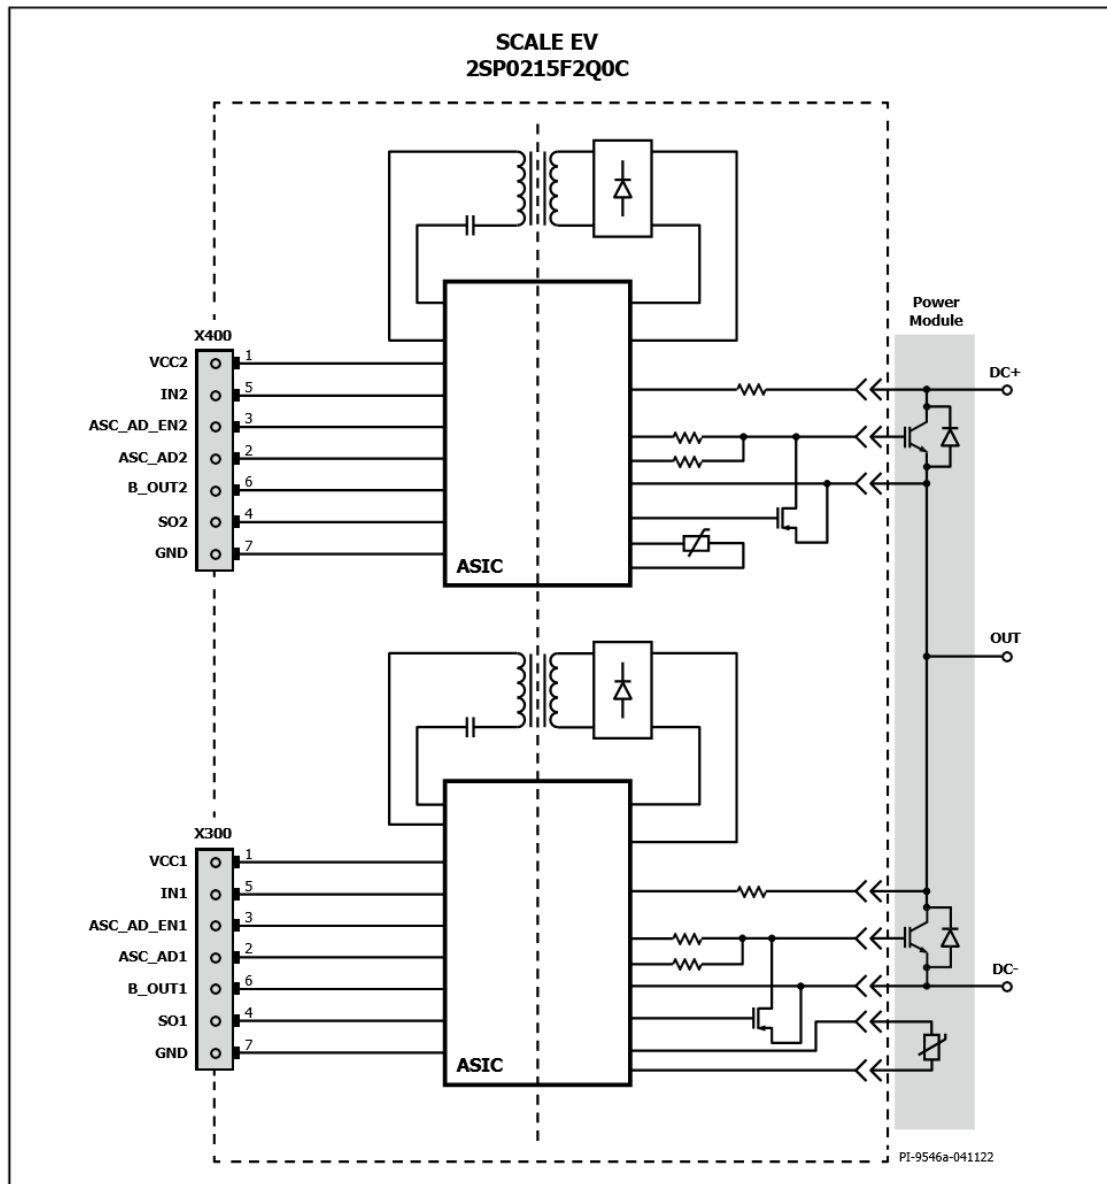 SCALE EV
2SP0215F2Q0C
Power
Module
X400
VCC2 1
IN2 5
ASC_AD_EN2 3
ASC_AD2 2
B_OUT2 6
SO2 4
GND 7
ASIC
DC+
OUT
X300
VCC1 1
IN1 5
ASC_AD_EN1 3
ASC_AD1 2
B_OUT1 6
SO1 4
GND 7
ASIC
DC-
PI-9546a-041122